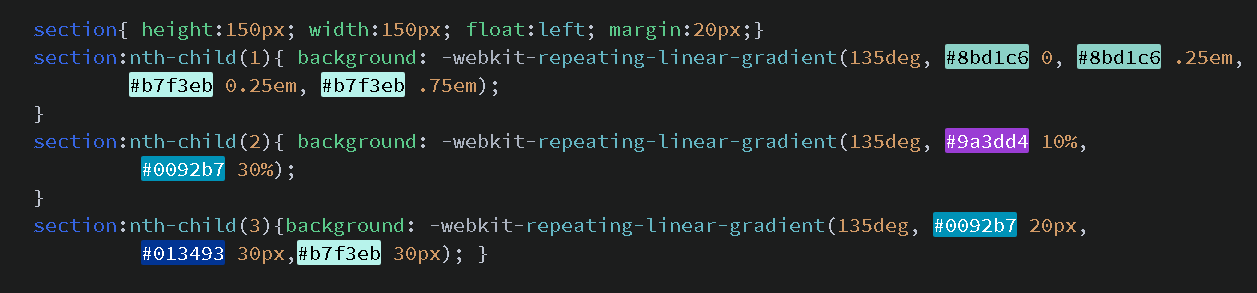 section{ height:150px; width:150px; float:left; margin:20px;}
section:nth-child(1){ background: -webkit-repeating-linear-gradient(135deg, #8bd1c6 0, #8bd1c6 .25em,
#b7f3eb 0.25em, #b7f3eb .75em);
}
section:nth-child(2){ background: -webkit-repeating-linear-gradient(135deg, #9a3dd4 10%,
#0092b7 30%);
}
section:nth-child(3){background: -webkit-repeating-linear-gradient(135deg, #0092b7 20px,
#013493 30px,#b7f3eb 30px); }